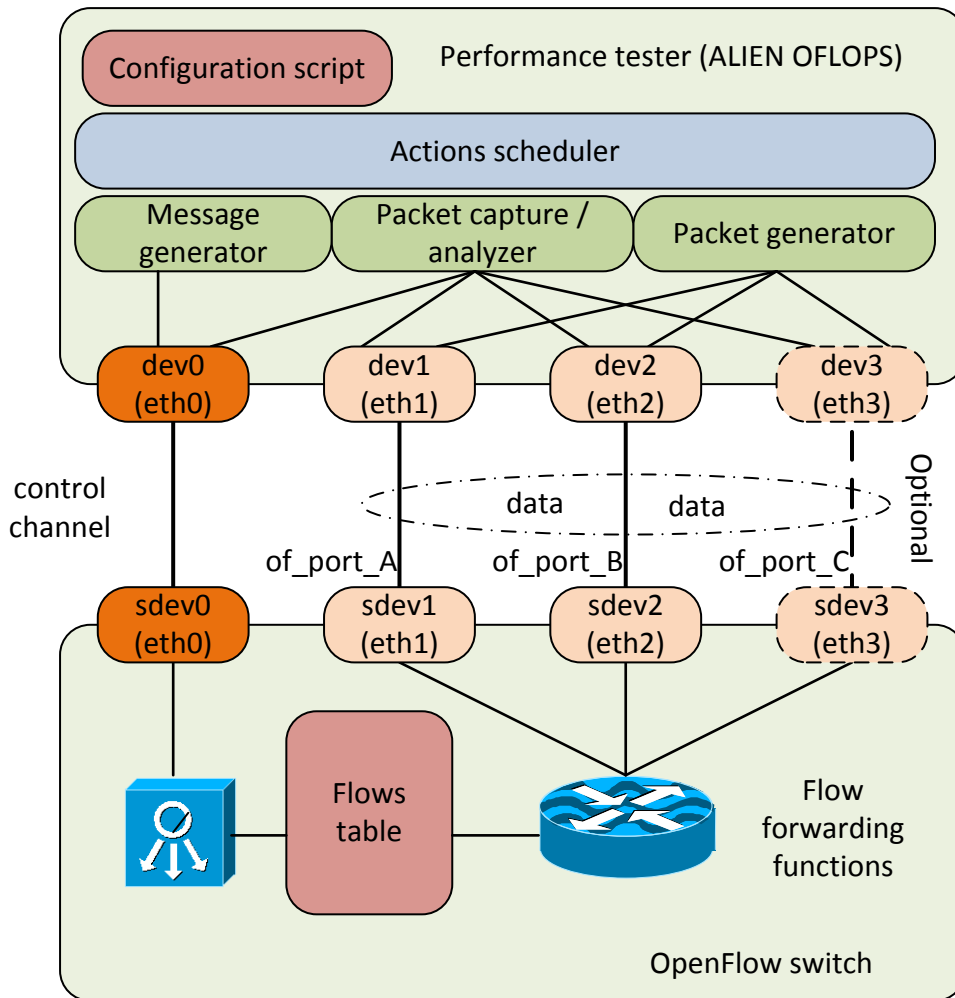 Configuration script
Performance tester (ALIEN OFLOPS)
Actions scheduler
Message
generator
Packet capture /
analyzer
Packet generator
dev0
(eth0)
dev1
(eth1)
dev2
(eth2)
dev3
(eth3)
control
channel
data
data
Optional
of_port_A
of_port_B
of_port_C
sdev0
(eth0)
sdev1
(eth1)
sdev2
(eth2)
sdev3
(eth3)
Flows
table
Flow
forwarding
functions
OpenFlow switch